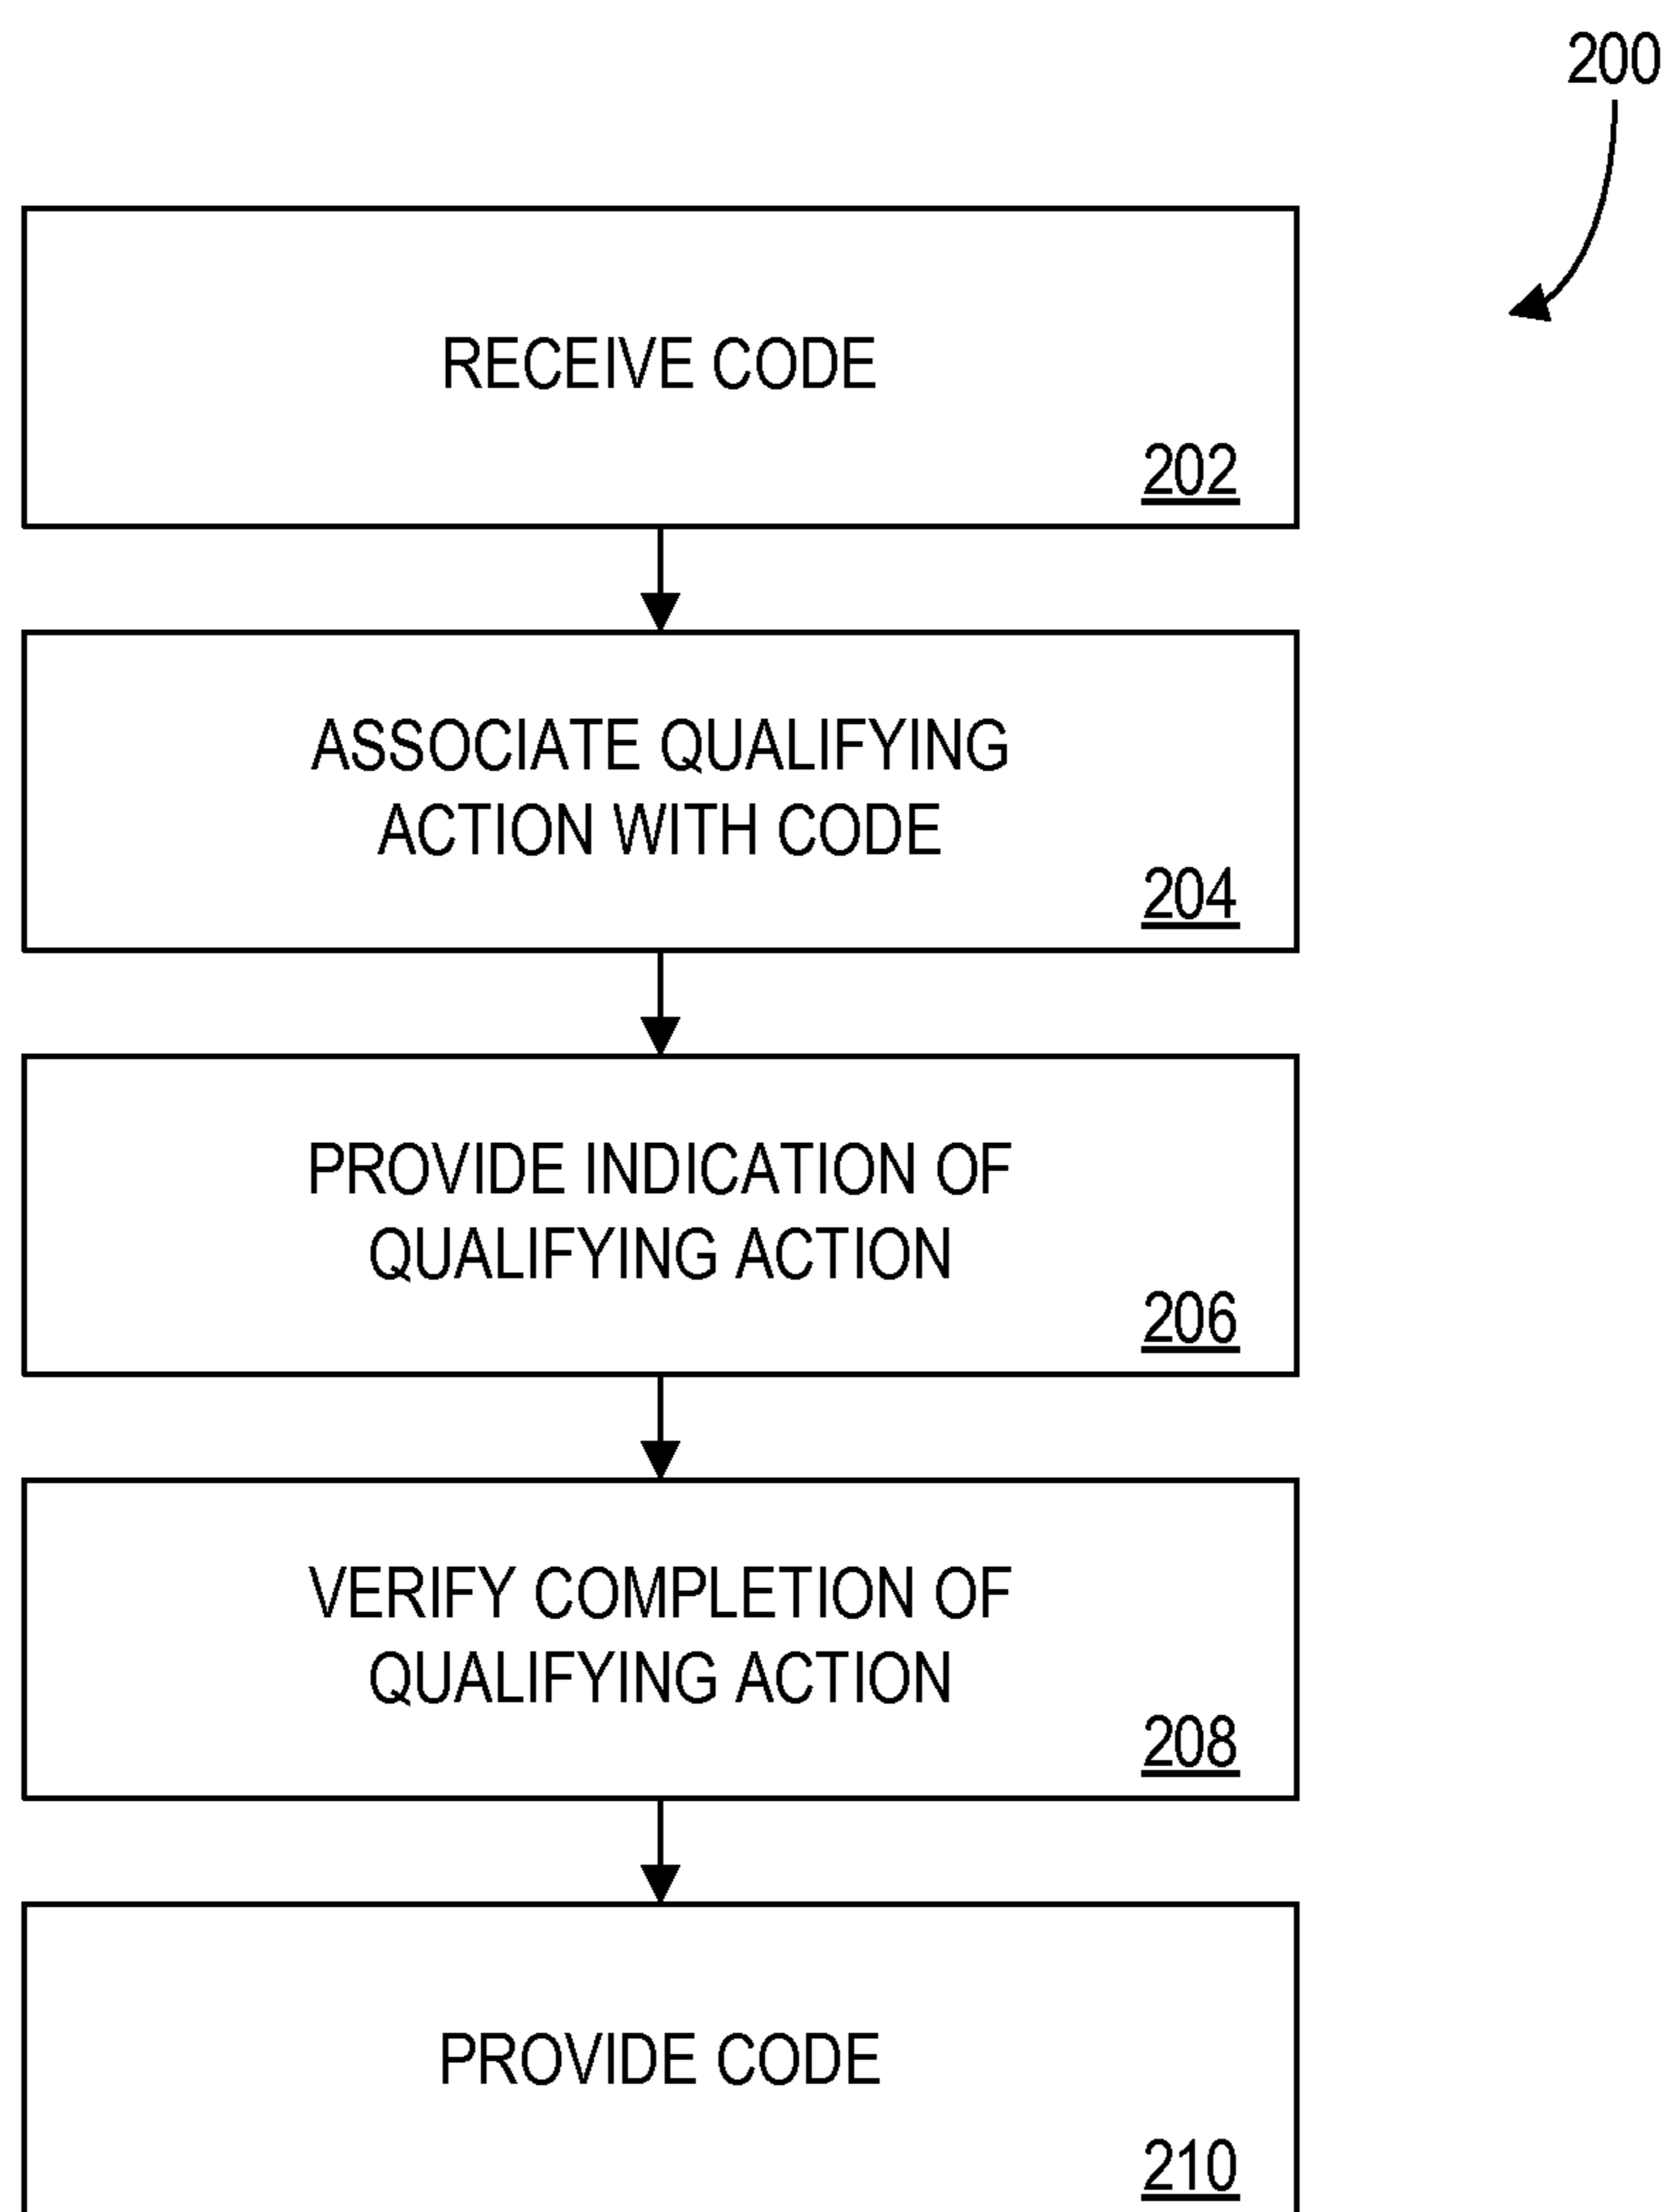 200
RECEIVE CODE
202
ASSOCIATE QUALIFYING
ACTION WITH CODE
204
PROVIDE INDICATION OF
QUALIFYING ACTION
206
VERIFY COMPLETION OF
QUALIFYING ACTION
208
PROVIDE CODE
210